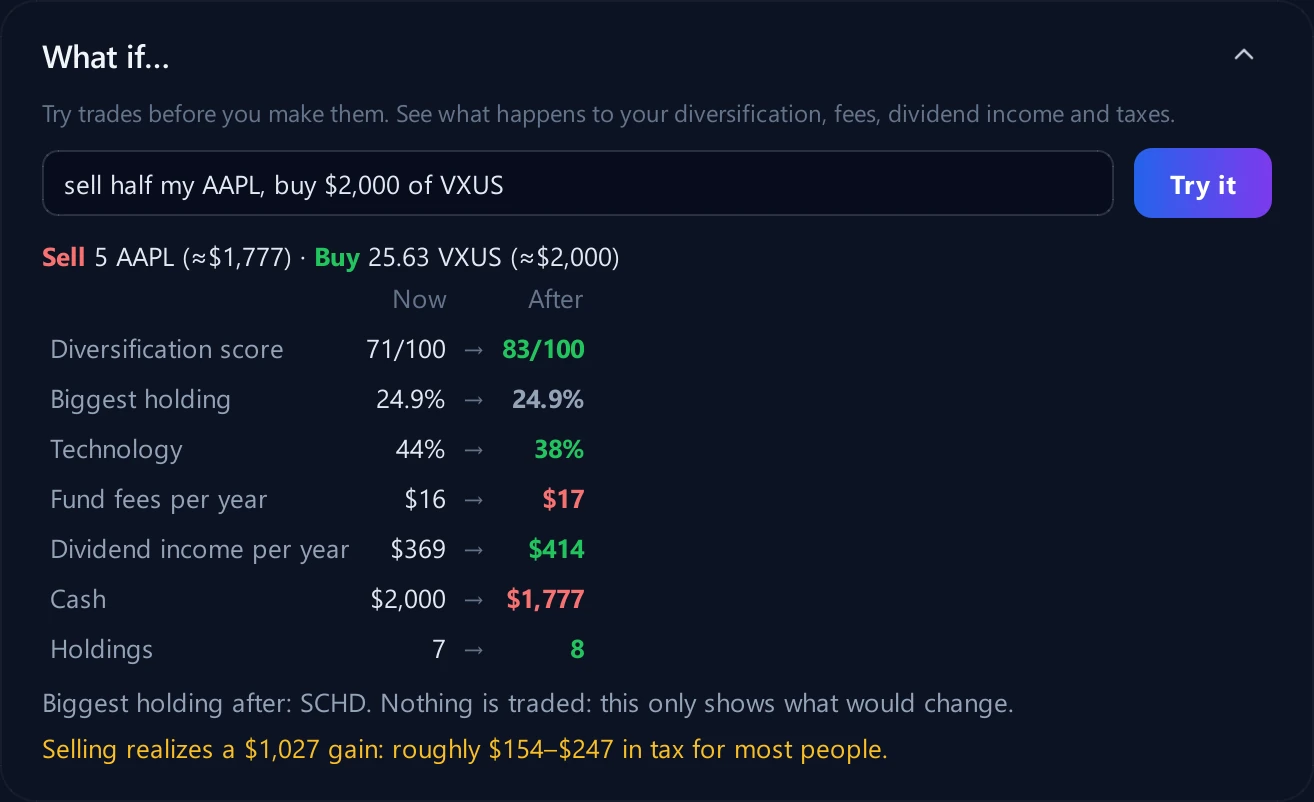 What if...
Try trades before you make them. See what happens to your diversification, fees, dividend income and taxes.
sell half my AAPL, buy $2,000 of VXUS
Try it
Sell 5 AAPL (≈$1,777) · Buy 25.63 VXUS (≈$2,000)
Now After
Diversification score 71/100 → 83/100
Biggest holding 24.9% → 24.9%
Technology 44% → 38%
Fund fees per year $16 → $17
Dividend income per year $369 → $414
Cash $2,000 → $1,777
Holdings 7 → 8
Biggest holding after: SCHD. Nothing is traded: this only shows what would change.
Selling realizes a $1,027 gain: roughly $154–$247 in tax for most people.